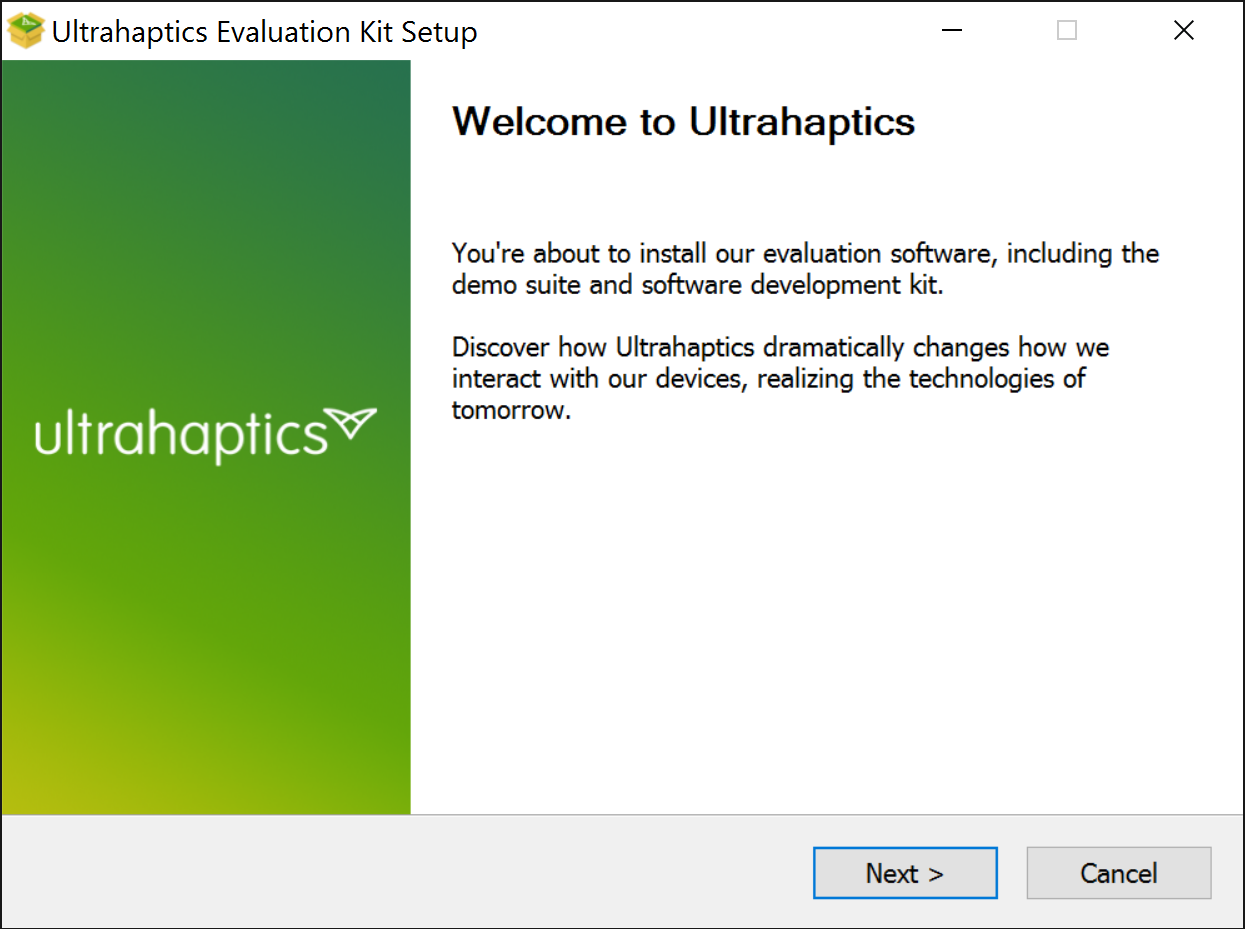 Ultrahaptics Evaluation Kit Setup
Welcome to Ultrahaptics
You're about to install our evaluation software, including the
demo suite and software development kit.
Discover how Ultrahaptics dramatically changes how we
interact with our devices, realizing the technologies of
tomorrow.
ultrahaptics
Next >
Cancel